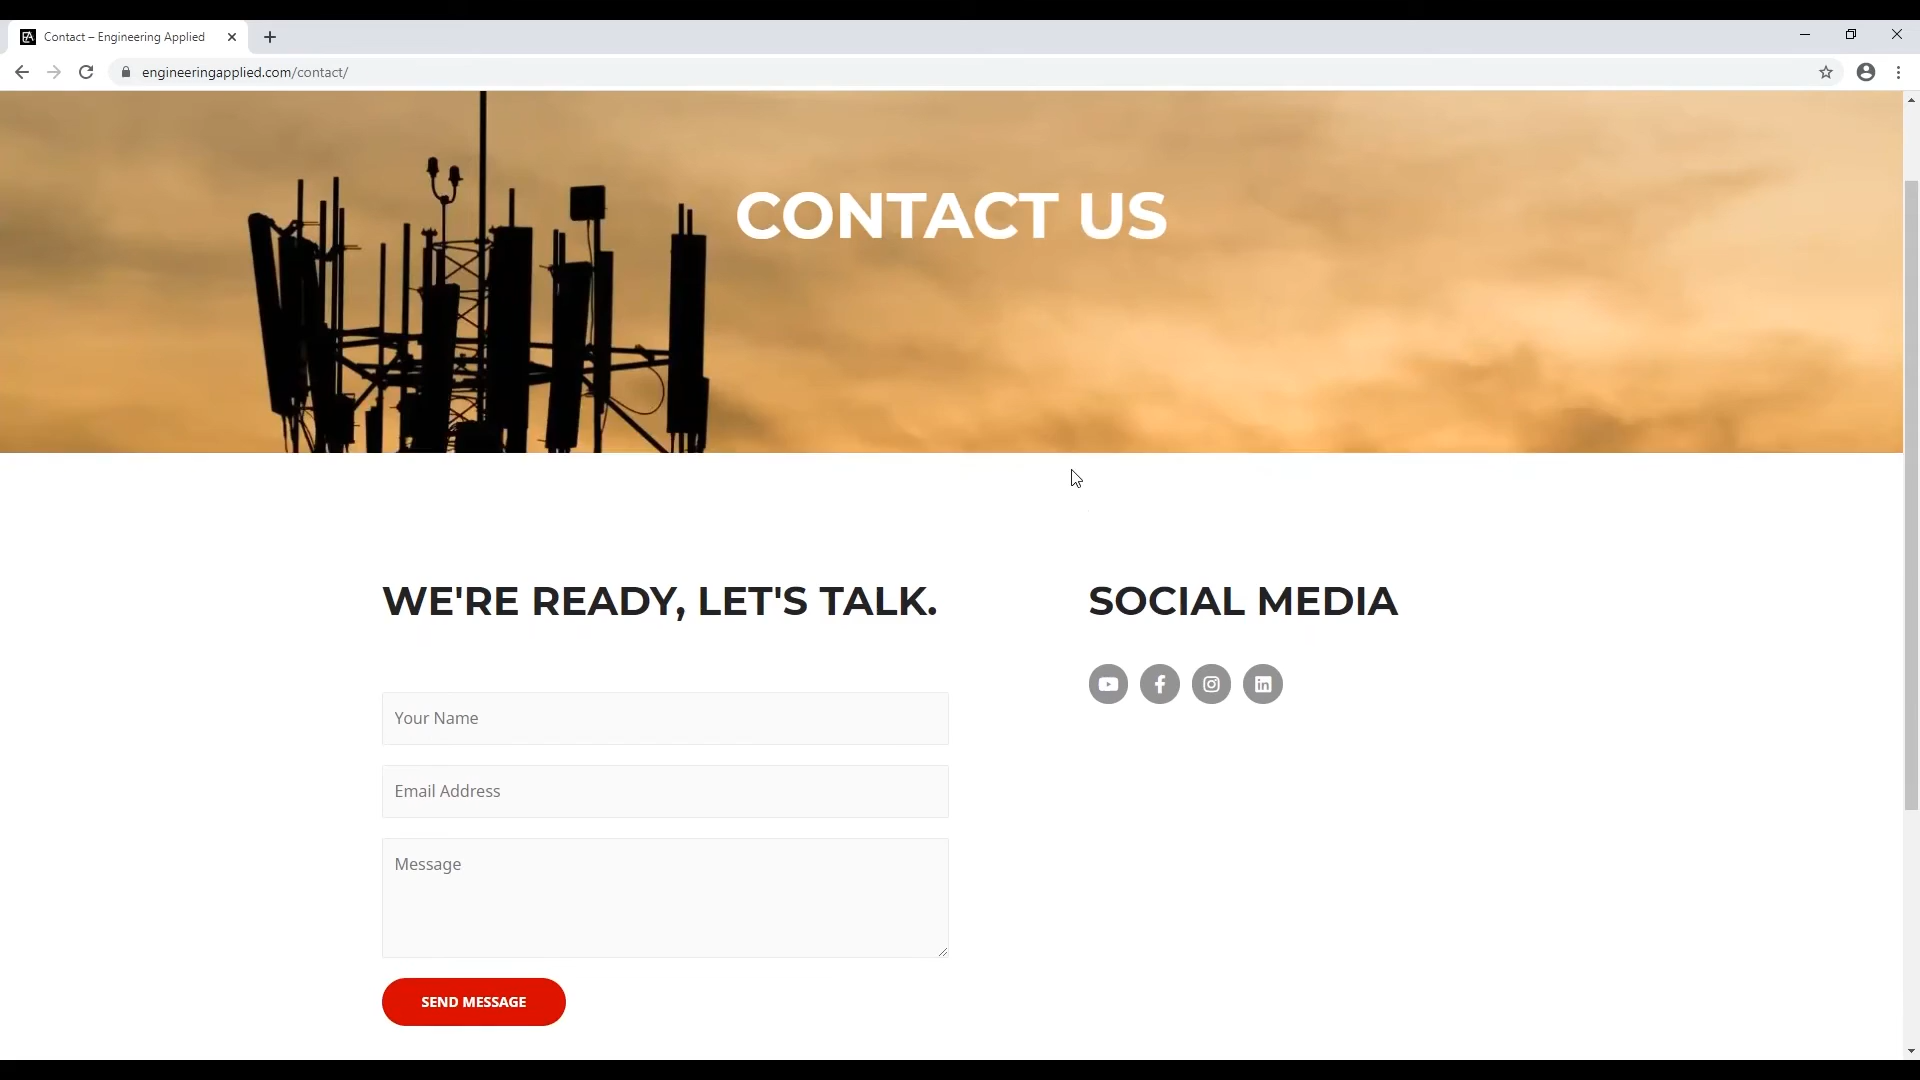 Contact – Engineering Applied
engineeringapplied.com/contact/
CONTACT US
WE'RE READY, LET'S TALK.
SOCIAL MEDIA
Your Name
Email Address
Message
SEND MESSAGE